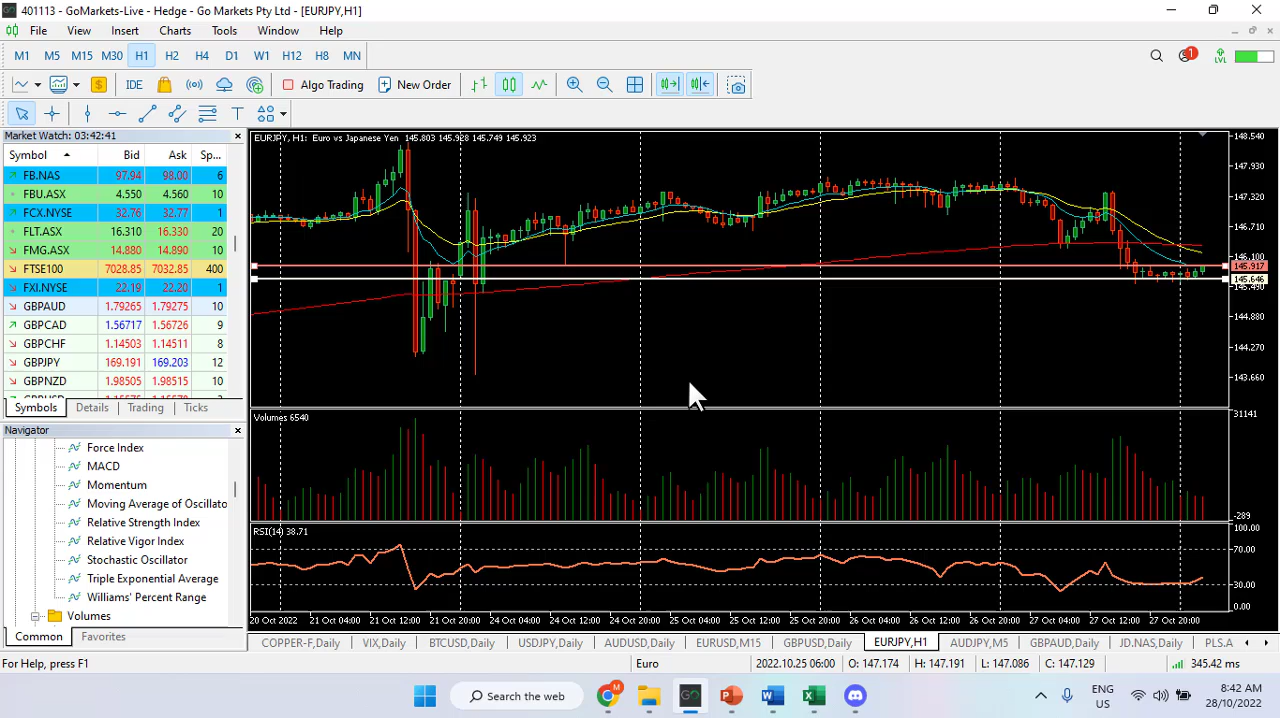 401113 - GoMarkets-Live - Hedge - Go Markets Pty Ltd - [EURJPY,H1]
File View Insert Charts Tools Window Help
M1 M5 M15 M30 H1 H2 H4 D1 W1 H12 H8 MN
1 LVL
IDE Algo Trading New Order
Market Watch: 03:42:41
Symbol Bid Ask Sp...
FB.NAS 97.94 98.00 6
FBU.ASX 4.550 4.560 10
FCX.NYSE 32.76 32.77 1
FLT.ASX 16.310 16.330 20
FMG.ASX 14.880 14.890 10
FTSE100 7028.85 7032.85 400
FXI.NYSE 22.19 22.20 1
GBPAUD 1.79265 1.79275 10
GBPCAD 1.56717 1.56726 9
GBPCHF 1.14503 1.14511 8
GBPJPY 169.191 169.203 12
GBPNZD 1.98505 1.98515 10
Symbols Details Trading Ticks
Navigator
Force Index
MACD
Momentum
Moving Average of Oscillato
Relative Strength Index
Relative Vigor Index
Stochastic Oscillator
Triple Exponential Average
Williams' Percent Range
Volumes
Common Favorites
EURJPY, H1: Euro vs Japanese Yen 145.803 145.928 145.749 145.923
148.540
147.930
147.320
146.710
146.100
145.917
145.490
144.880
144.270
143.660
Volumes 6540
31141
-289
RSI(14) 38.71
100.00
70.00
30.00
0.00
20 Oct 2022 21 Oct 04:00 21 Oct 12:00 21 Oct 20:00 24 Oct 04:00 24 Oct 12:00 24 Oct 20:00 25 Oct 04:00 25 Oct 12:00 25 Oct 20:00 26 Oct 04:00 26 Oct 12:00 26 Oct 20:00 27 Oct 04:00 27 Oct 12:00 27 Oct 20:00
COPPER-F,Daily VIX,Daily BTCUSD,Daily USDJPY,Daily AUDUSD,Daily EURUSD,M15 GBPUSD,Daily EURJPY,H1 AUDJPY,M5 GBPAUD,Daily JD.NAS,Daily PLS.A
For Help, press F1 Euro 2022.10.25 06:00 O: 147.174 H: 147.191 L: 147.086 C: 147.129 345.42 ms
Search the web
M
GO
ENG
US
8:42 AM
28/10/2022